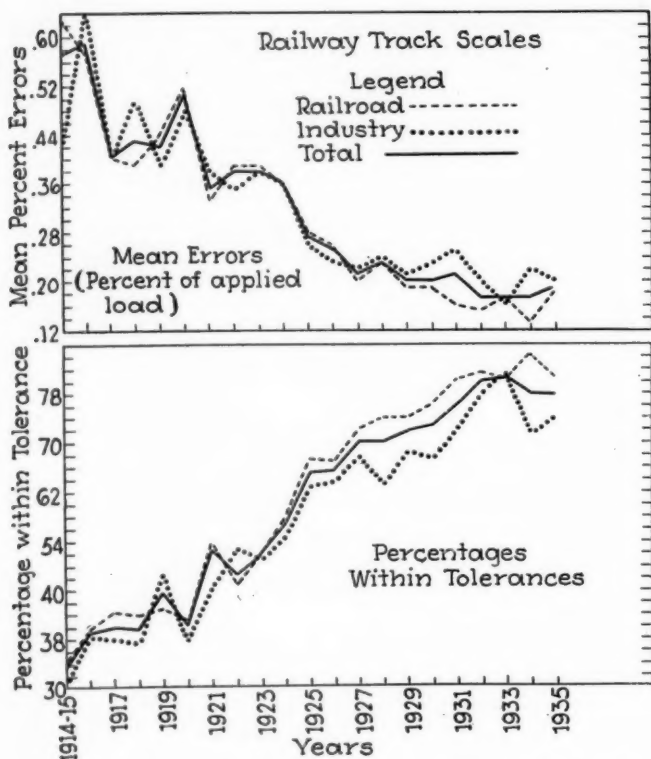 Railway Track Scales
Legend
Railroad
Industry
Total
Mean Percent Errors
.60
.52
.44
.36
.28
.20
.12
Mean Errors
(Percent of applied
load)
Percentage within Tolerance
78
70
62
54
40
38
30
Percentages
Within Tolerances
1914-15
1917
1919
1921
1923
1925
1927
1929
1931
1933
1935
Years